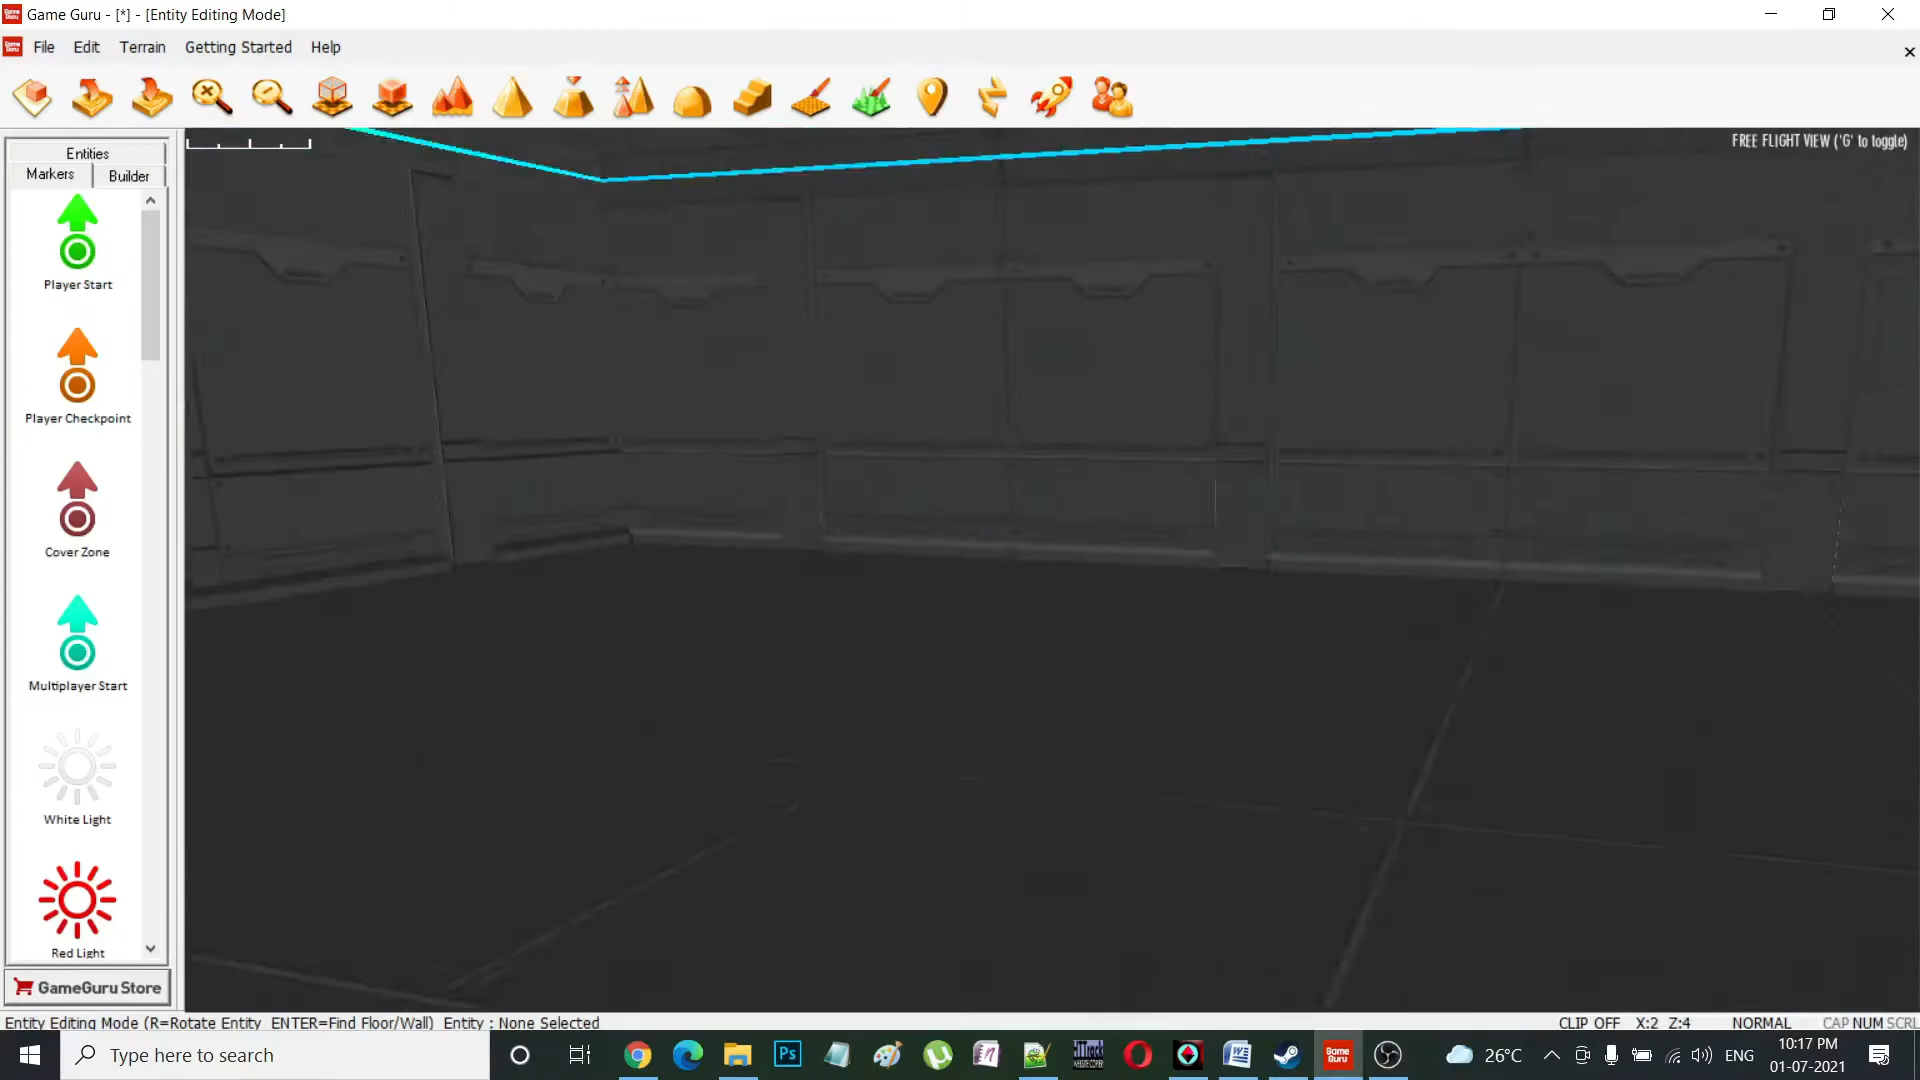 Game Guru - [*] - [Entity Editing Mode]
File Edit Terrain Getting Started Help
FREE FLIGHT VIEW ('G' to toggle)
Entities
Markers Builder
Player Start
Player Checkpoint
Cover Zone
Multiplayer Start
White Light
Red Light
GameGuru Store
Entity Editing Mode (R=Rotate Entity ENTER=Find Floor/Wall) Entity : None Selected
CLIP OFF X:2 Z:4 NORMAL CAP NUM SCRL
Type here to search
Ps
26°C
ENG
10:17 PM
01-07-2021